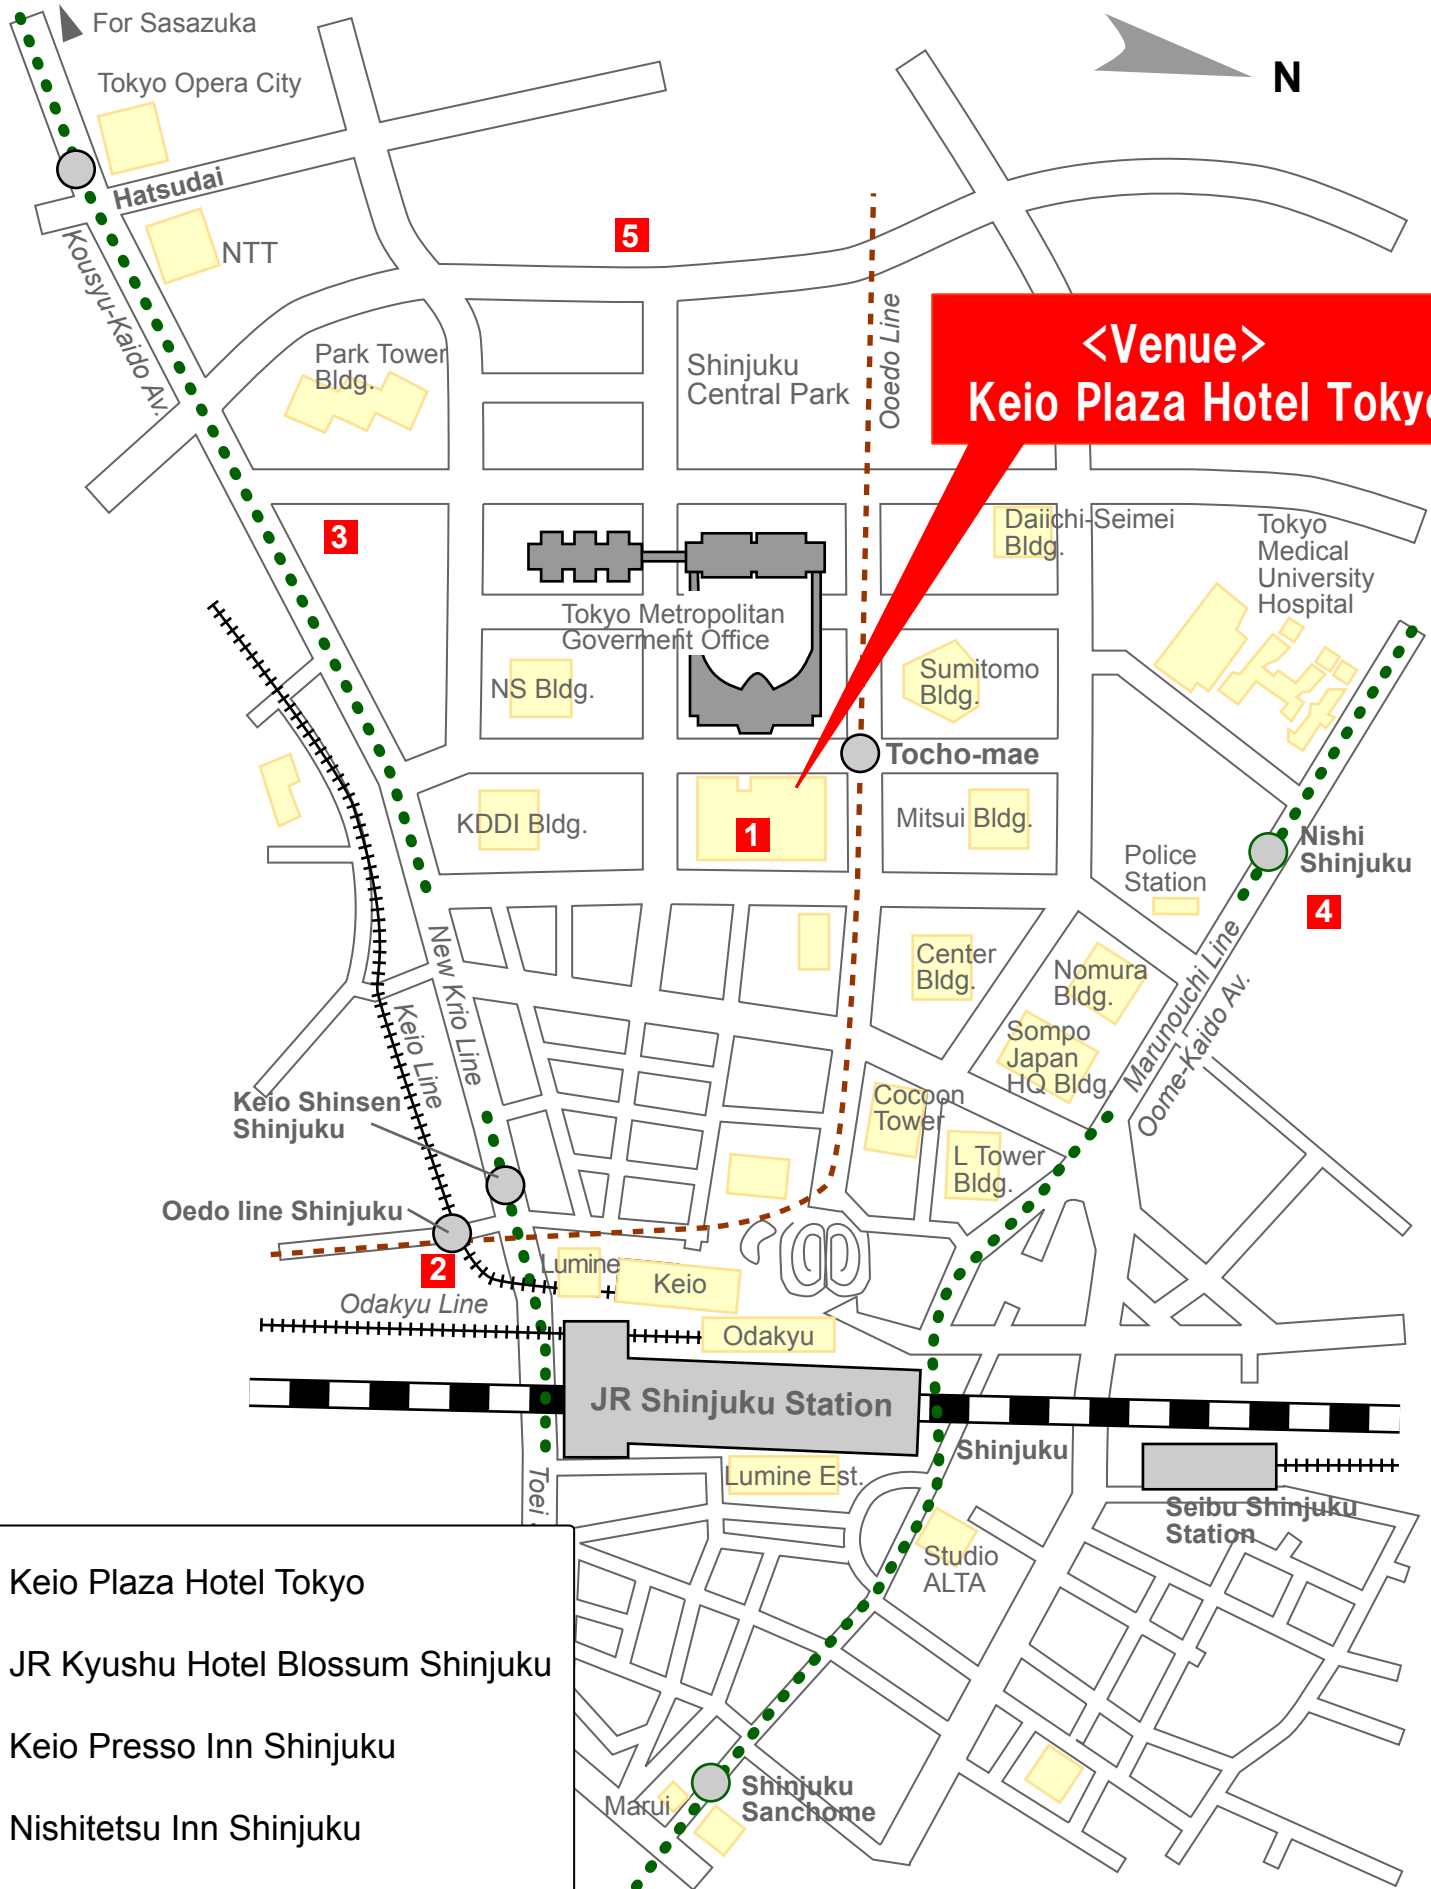 For Sasazuka
N
Tokyo Opera City
Hatsudai
NTT
5
Kousyu-Kaido Av.
Park Tower
Bldg.
Shinjuku
Central Park
Ooedo Line
<Venue>
Keio Plaza Hotel Tokyo
3
Daiichi-Seimei
Bldg.
Tokyo
Medical
University
Hospital
Tokyo Metropolitan
Goverment Office
NS Bldg.
Sumitomo
Bldg.
Tocho-mae
KDDI Bldg.
1
Mitsui Bldg.
Nishi
Shinjuku
Police
Station
4
New Krio Line
Keio Line
Center
Bldg.
Nomura
Bldg.
Marunouchi Line
Oome-Kaido Av.
Sompo
Japan
HQ Bldg.
Keio Shinsen
Shinjuku
Cocoon
Tower
L Tower
Bldg.
Oedo line Shinjuku
2
Lumine
Keio
Odakyu Line
Odakyu
JR Shinjuku Station
Shinjuku
Lumine Est.
Toei
Seibu Shinjuku
Station
Studio
ALTA
Keio Plaza Hotel Tokyo
JR Kyushu Hotel Blossum Shinjuku
Keio Presso Inn Shinjuku
Nishitetsu Inn Shinjuku
Marui
Shinjuku
Sanchome